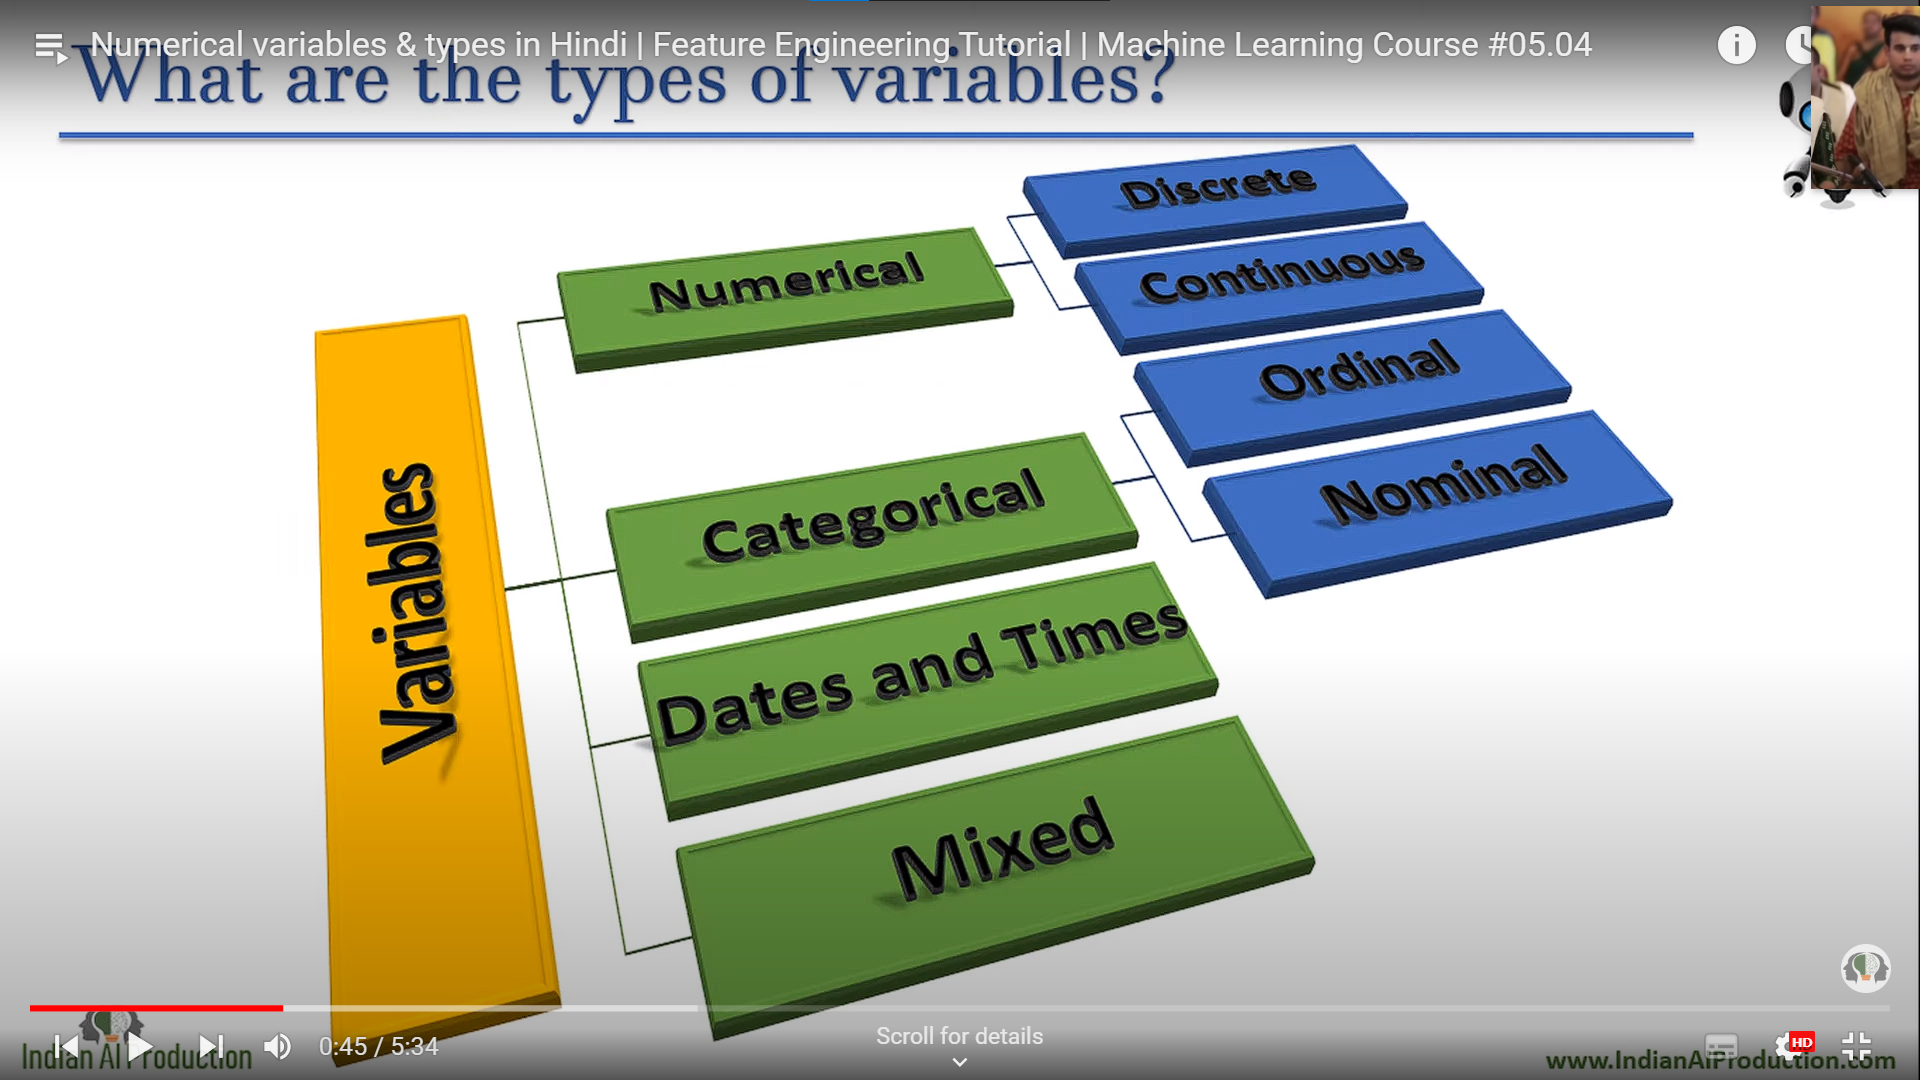 Numerical variables & types in Hindi | Feature Engineering Tutorial | Machine Learning Course #05.04
What are the types of variables?
Discrete
Numerical
Continuous
Ordinal
Categorical
Nominal
Variables
Dates and Times
Mixed
Scroll for details
0:45 / 5:34
HD
Indian AI Production
www.IndianAIProduction.com